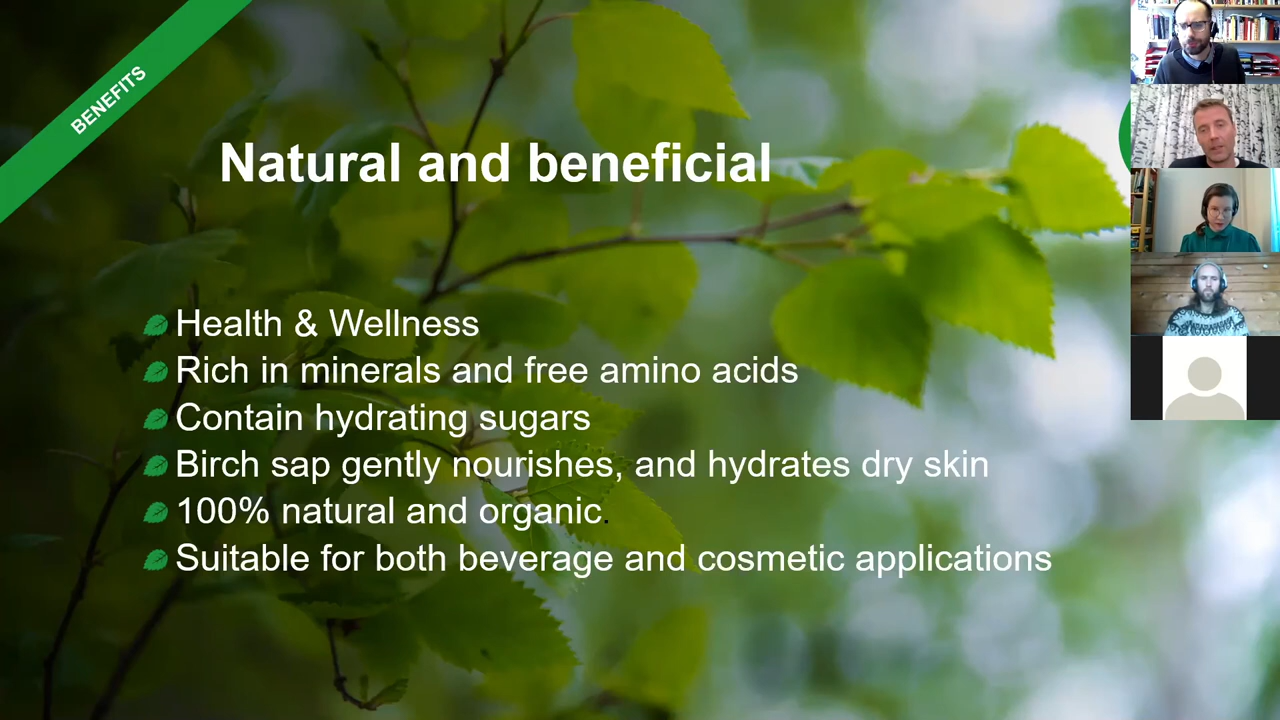 BENEFITS
Natural and beneficial
Health & Wellness
Rich in minerals and free amino acids
Contain hydrating sugars
Birch sap gently nourishes, and hydrates dry skin
100% natural and organic.
Suitable for both beverage and cosmetic applications